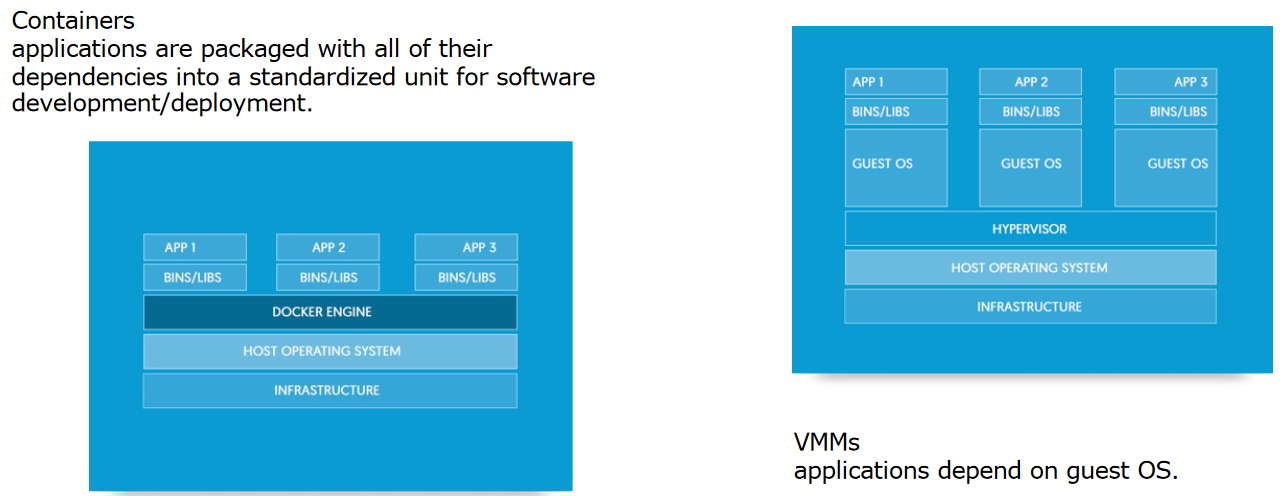 Containers
applications are packaged with all of their
dependencies into a standardized unit for software
development/deployment.
APP 1 APP 2 APP 3
BINS/LIBS BINS/LIBS BINS/LIBS
DOCKER ENGINE
HOST OPERATING SYSTEM
INFRASTRUCTURE
APP 1 APP 2 APP 3
BINS/LIBS BINS/LIBS BINS/LIBS
GUEST OS GUEST OS GUEST OS
HYPERVISOR
HOST OPERATING SYSTEM
INFRASTRUCTURE
VMMs
applications depend on guest OS.